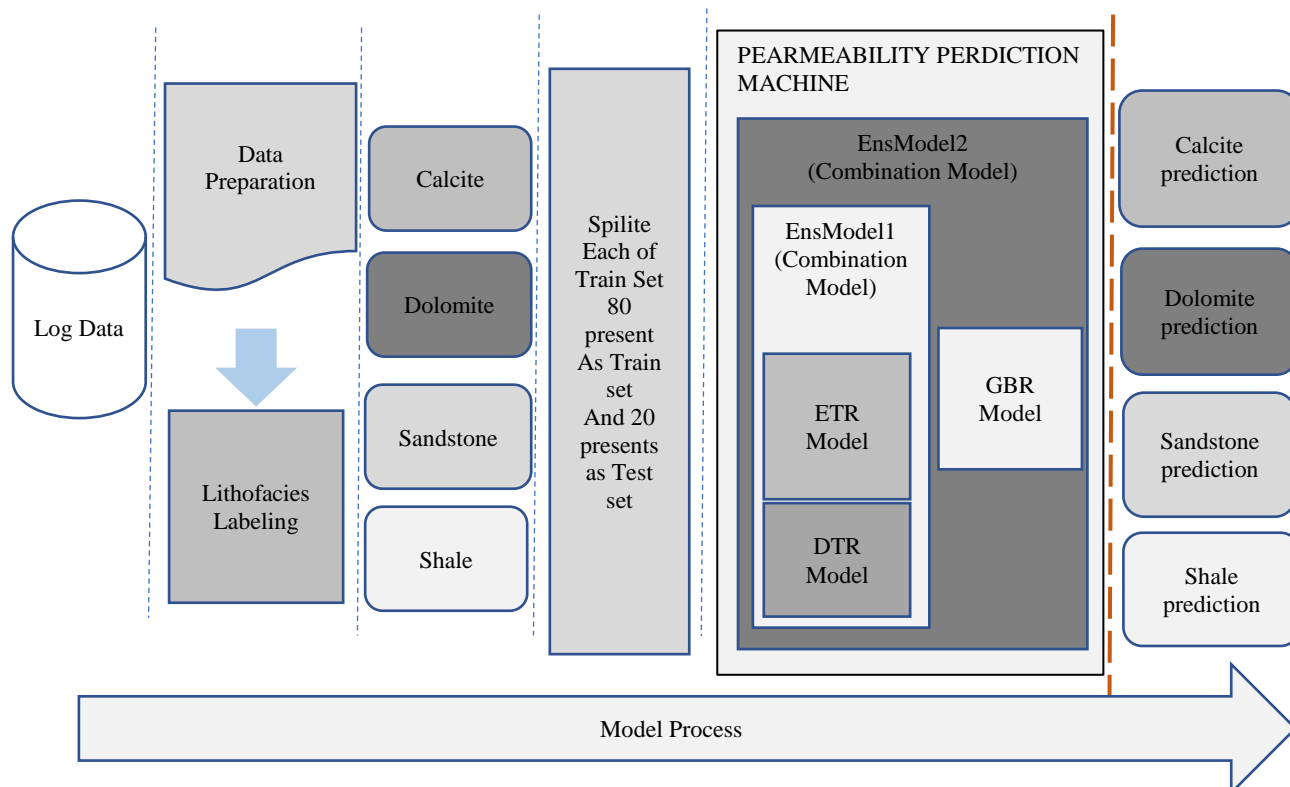 Log Data
Data
Preparation
Lithofacies
Labeling
Calcite
Dolomite
Sandstone
Shale
Spilite
Each of
Train Set
80
present
As Train
set
And 20
presents
as Test
set
PEARMEABILITY PERDICTION
MACHINE
EnsModel2
(Combination Model)
EnsModel1
(Combination
Model)
ETR
Model
DTR
Model
GBR
Model
Calcite
prediction
Dolomite
prediction
Sandstone
prediction
Shale
prediction
Model Process